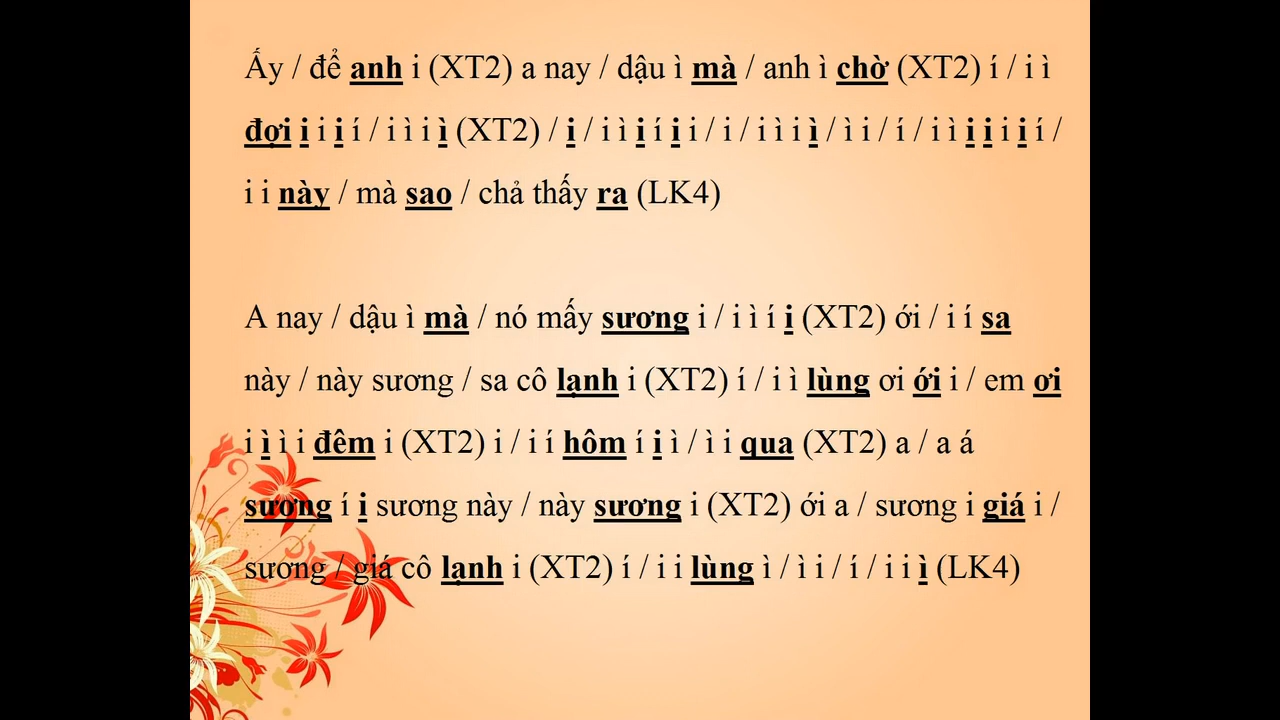 Ấy / để anh i (XT2) a nay / dậu ì mà / anh ì chờ (XT2) í / i ì
đợi i i i í / i ì i ì (XT2) / i / i ì i í i i / i / i ì i ì / ì i / í / i ì i i i i í /
i i này / mà sao / chả thấy ra (LK4)
A nay / dậu ì mà / nó mấy sương i / i ì í i (XT2) ới / i í sa
này / này sương / sa cô lạnh i (XT2) í / i ì lùng ơi ới i / em ơi
i ì ì i đêm i (XT2) i / i í hôm í i ì / ì i qua (XT2) a / a á
sương í i sương này / này sương i (XT2) ới a / sương i giá i /
sương / giá cô lạnh i (XT2) í / i i lùng ì / ì i / í / i i ì (LK4)